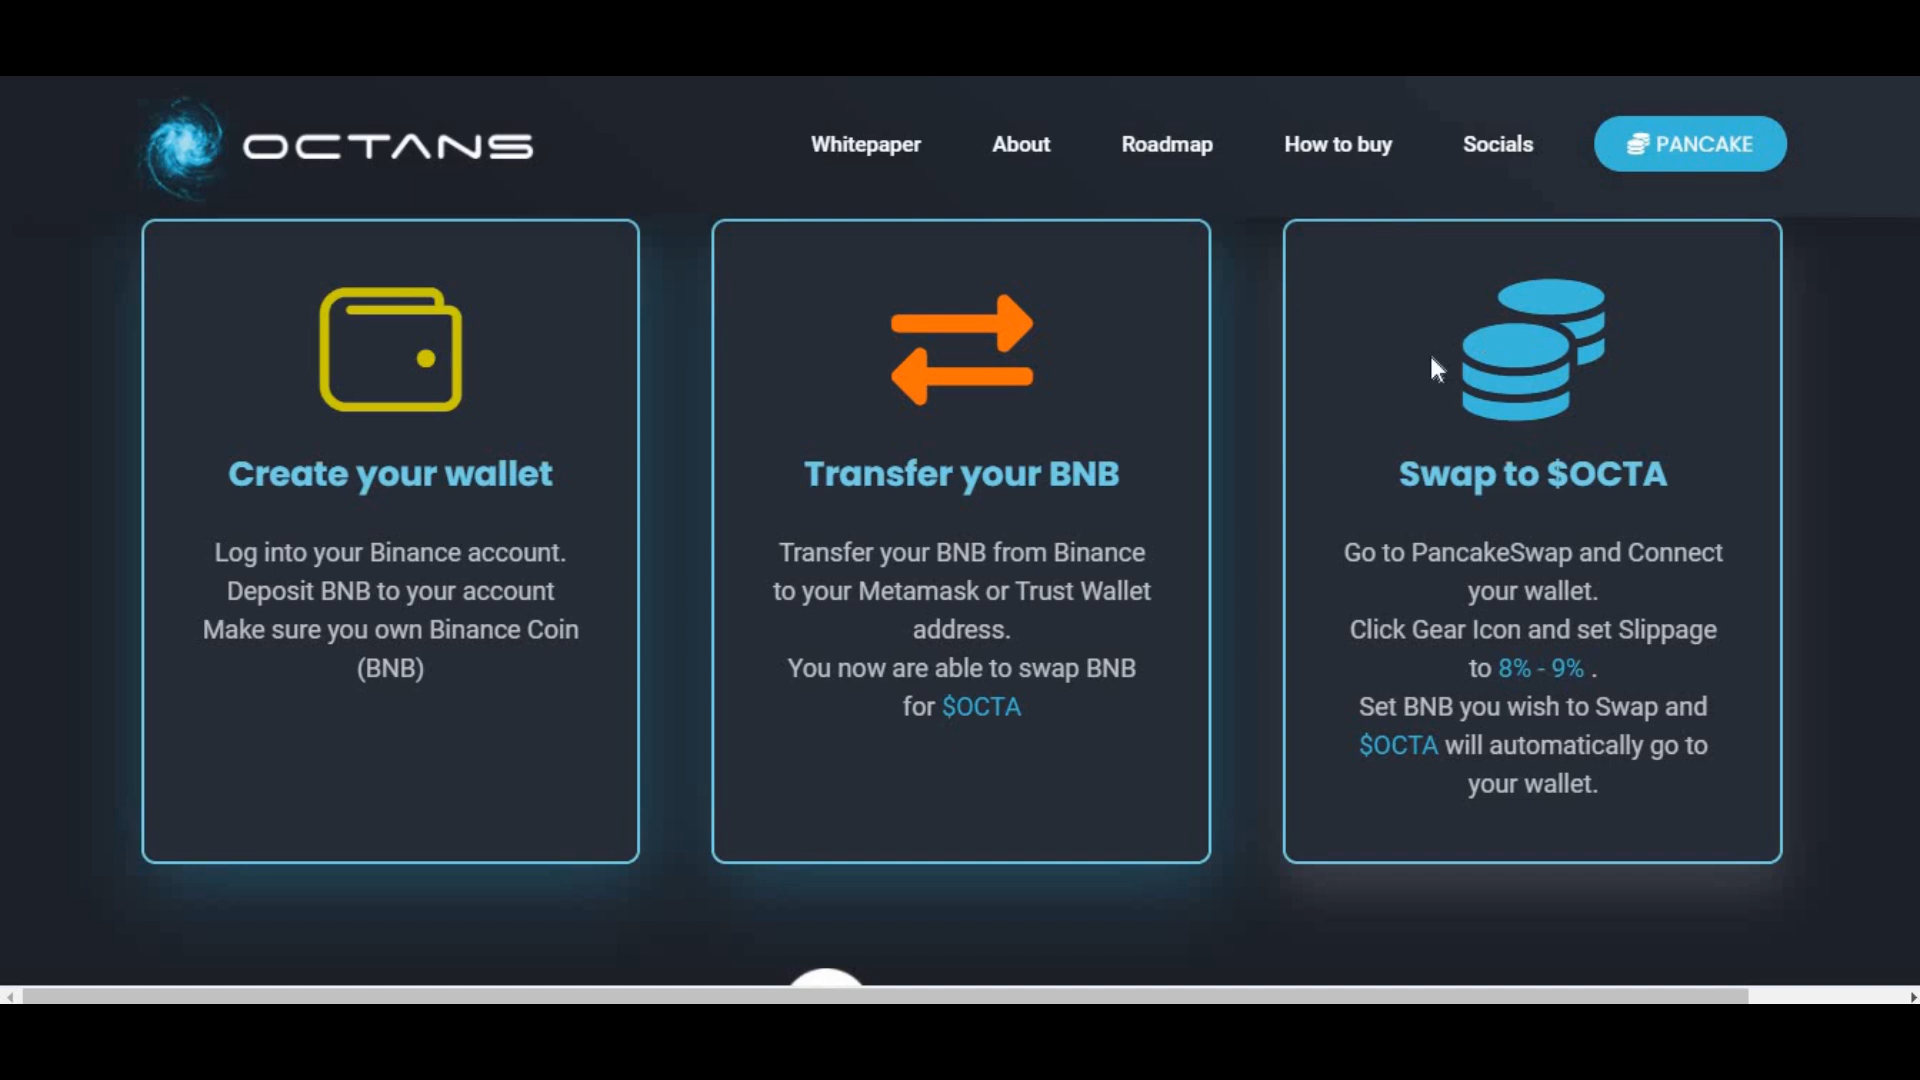 OCTANS
Whitepaper
About
Roadmap
How to buy
Socials
PANCAKE
Create your wallet
Log into your Binance account.
Deposit BNB to your account
Make sure you own Binance Coin
(BNB)
Transfer your BNB
Transfer your BNB from Binance
to your Metamask or Trust Wallet
address.
You now are able to swap BNB
for $OCTA
Swap to $OCTA
Go to PancakeSwap and Connect
your wallet.
Click Gear Icon and set Slippage
to 8% - 9% .
Set BNB you wish to Swap and
$OCTA will automatically go to
your wallet.